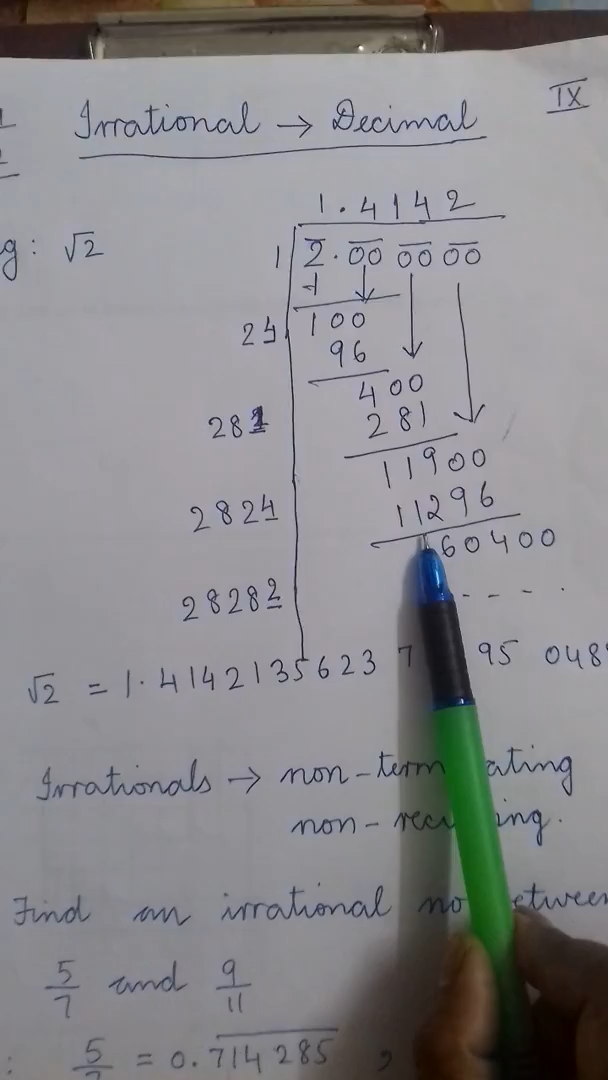 Irrational → Decimal IX
g: √2
1.4142
1 2.00 00 00
1
24 100
96
400
281 281
11900
2824 11296
60400
28282 - - - .
√2 = 1.4142135623 7 95 048
Irrationals → non-term ating
non-recu ing.
Find an irrational no etween
5/7 and 9/11
: 5/7 = 0.714285 ,